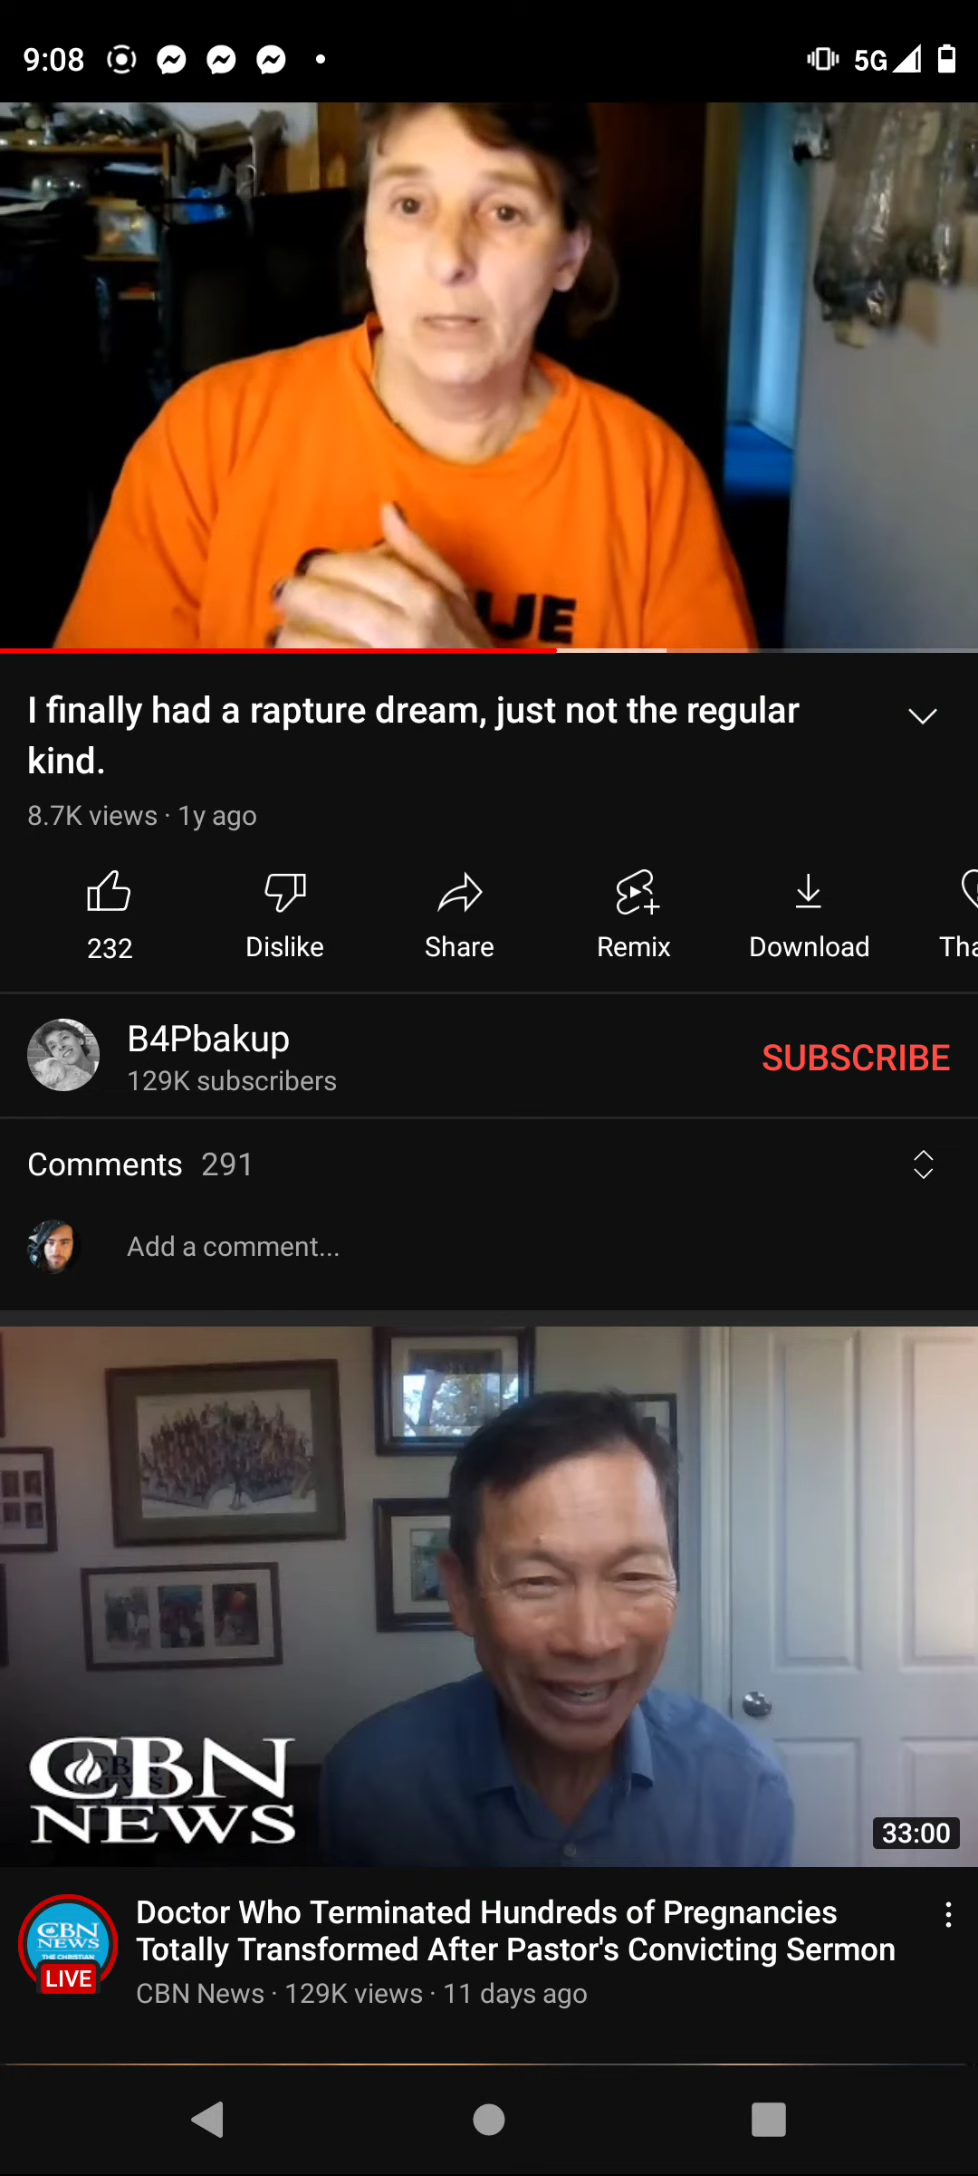 9:08
5G
UE
I finally had a rapture dream, just not the regular
kind.
8.7K views · 1y ago
232
Dislike
Share
Remix
Download
Tha
B4Pbakup
129K subscribers
SUBSCRIBE
Comments 291
Add a comment...
CBN
NEWS
33:00
CBN
NEWS
THE CHRISTIAN
LIVE
Doctor Who Terminated Hundreds of Pregnancies
Totally Transformed After Pastor's Convicting Sermon
CBN News · 129K views · 11 days ago